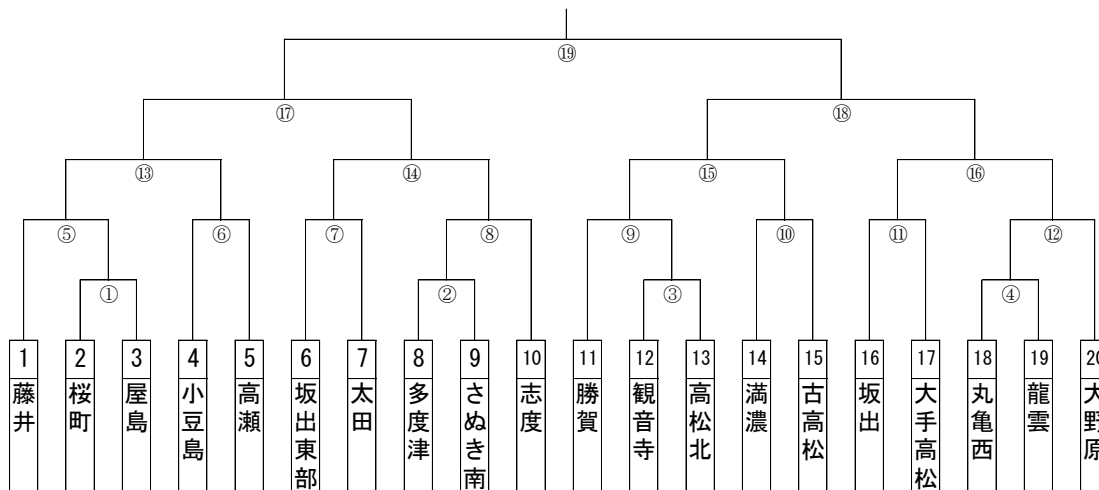 ⑲
⑰ ⑱
⑬ ⑭ ⑮ ⑯
⑤ ⑥ ⑦ ⑧ ⑨ ⑩ ⑪ ⑫
① ② ③ ④
1 2 3 4 5 6 7 8 9 10 11 12 13 14 15 16 17 18 19 20
藤井
桜町
屋島
小豆島
高瀬
坂出東部
太田
多度津
さぬき南
志度
勝賀
観音寺
高松北
満濃
古高松
坂出
大手高松
丸亀西
龍雲
大野原